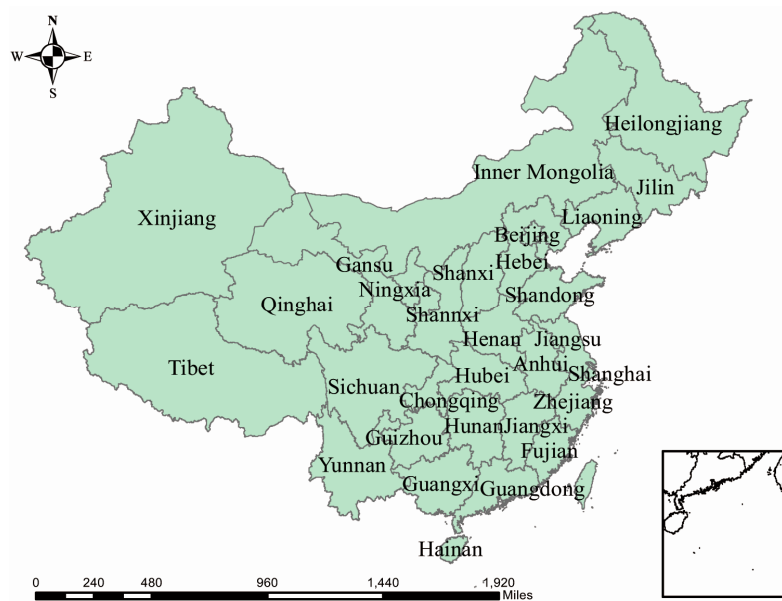 N
W E
S
Heilongjiang
Inner Mongolia
Jilin
Xinjiang
Liaoning
Beijing
Hebei
Gansu
Shanxi
Ningxia
Qinghai
Shandong
Shannxi
Henan
Jiangsu
Anhui
Tibet
Hubei
Shanghai
Sichuan
Chongqing
Zhejiang
Hunan
Jiangxi
Guizhou
Fujian
Yunnan
Guangxi
Guangdong
Hainan
0 240 480 960 1,440 1,920
Miles